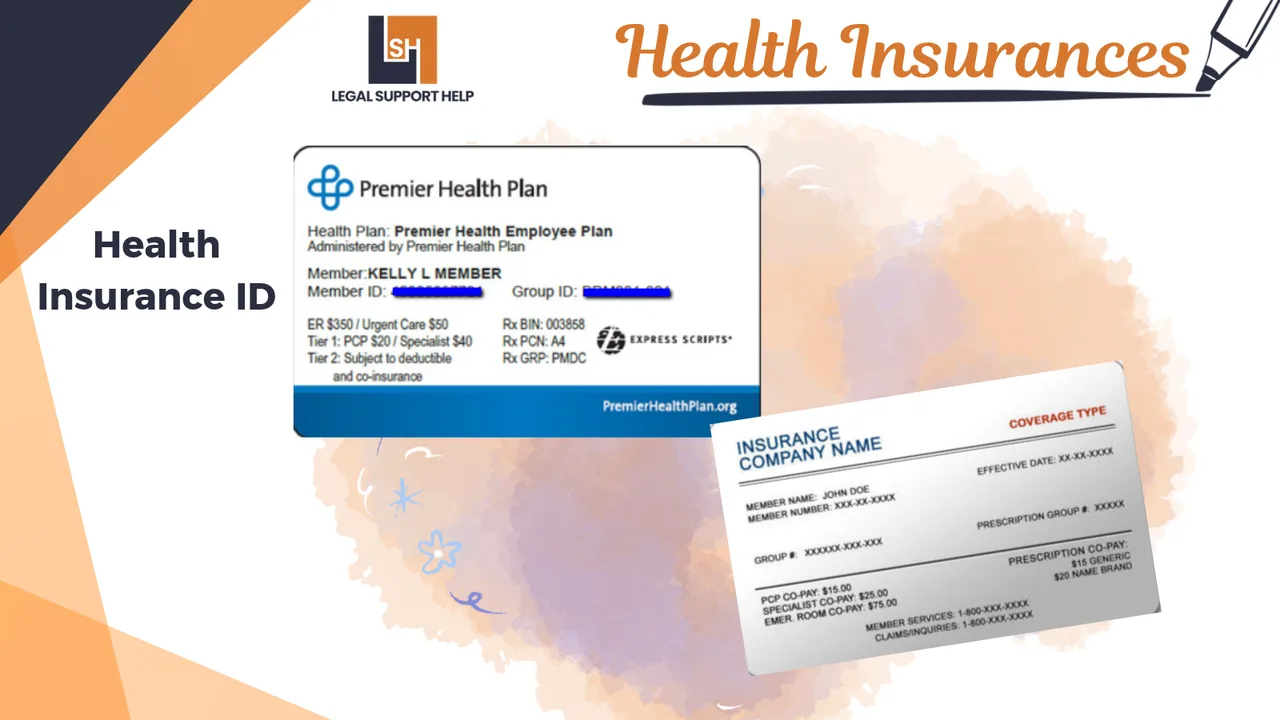 SH
LEGAL SUPPORT HELP
Health Insurances
Health
Insurance ID
Premier Health Plan
Health Plan: Premier Health Employee Plan
Administered by Premier Health Plan
Member:KELLY L MEMBER
Member ID:
Group ID:
ER $350 / Urgent Care $50
Tier 1: PCP $20 / Specialist $40
Tier 2: Subject to deductible
and co-insurance
Rx BIN: 003858
Rx PCN: A4
Rx GRP: PMDC
EXPRESS SCRIPTS*
PremierHealthPlan.org
INSURANCE
COMPANY NAME
COVERAGE TYPE
EFFECTIVE DATE: XX-XX-XXXX
MEMBER NAME: JOHN DOE
MEMBER NUMBER: XXX-XX-XXXX
PRESCRIPTION GROUP #: XXXXX
GROUP #: XXXXXX-XXX-XXX
PRESCRIPTION CO-PAY:
$15 GENERIC
$20 NAME BRAND
PCP CO-PAY: $15.00
SPECIALIST CO-PAY: $25.00
EMER. ROOM CO-PAY: $75.00
MEMBER SERVICES: 1-800-XXX-XXXX
CLAIMS/INQUIRIES: 1-800-XXX-XXXX